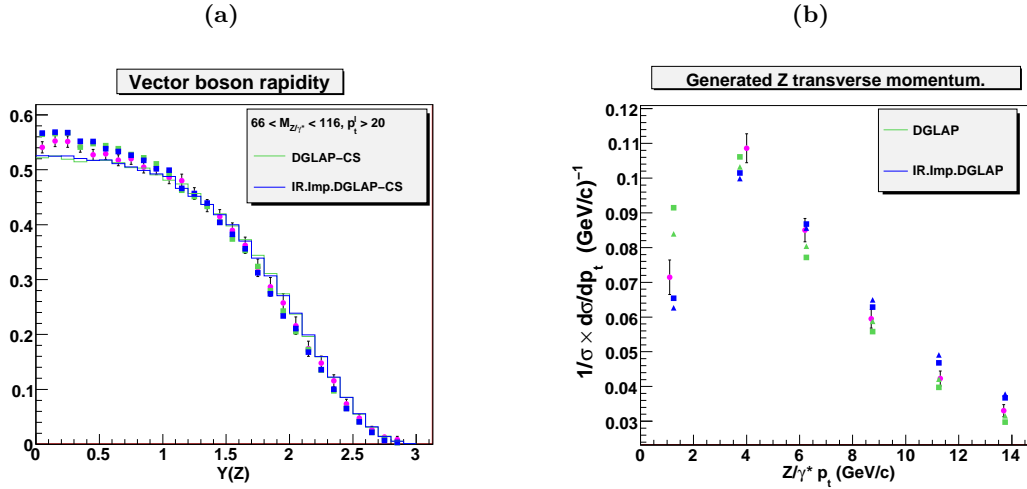 (a)
(b)
Vector boson rapidity
66 < M_{Z/γ*} < 116, p_t^l > 20
DGLAP−CS
IR.Imp.DGLAP−CS
0.6
0.5
0.4
0.3
0.2
0.1
0
0 0.5 1 1.5 2 2.5 3
Y(Z)
Generated Z transverse momentum.
DGLAP
IR.Imp.DGLAP
1/σ × dσ/dp_t (GeV/c)^{−1}
0.12
0.11
0.1
0.09
0.08
0.07
0.06
0.05
0.04
0.03
0 2 4 6 8 10 12 14
Z/γ* p_t (GeV/c)